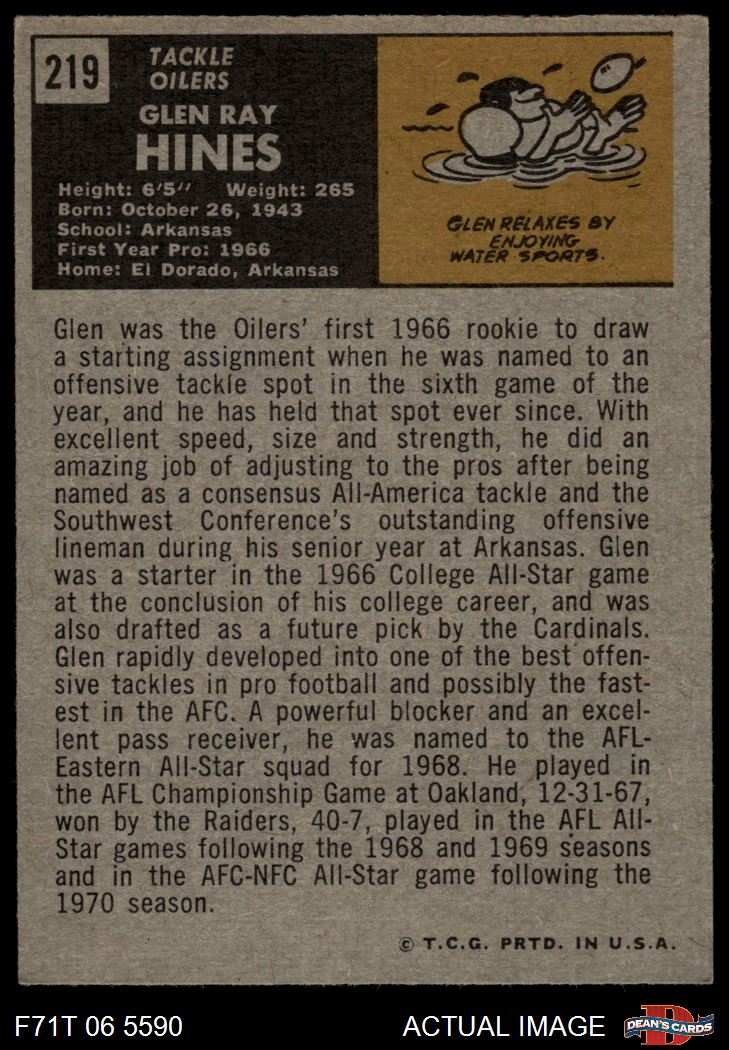 219
TACKLE
OILERS
GLEN RAY
HINES
Height: 6'5" Weight: 265
Born: October 26, 1943
School: Arkansas
First Year Pro: 1966
Home: El Dorado, Arkansas
GLEN RELAXES BY
ENJOYING
WATER SPORTS.
Glen was the Oilers' first 1966 rookie to draw
a starting assignment when he was named to an
offensive tackle spot in the sixth game of the
year, and he has held that spot ever since. With
excellent speed, size and strength, he did an
amazing job of adjusting to the pros after being
named as a consensus All-America tackle and the
Southwest Conference's outstanding offensive
lineman during his senior year at Arkansas. Glen
was a starter in the 1966 College All-Star game
at the conclusion of his college career, and was
also drafted as a future pick by the Cardinals.
Glen rapidly developed into one of the best offen-
sive tackles in pro football and possibly the fast-
est in the AFC. A powerful blocker and an excel-
lent pass receiver, he was named to the AFL-
Eastern All-Star squad for 1968. He played in
the AFL Championship Game at Oakland, 12-31-67,
won by the Raiders, 40-7, played in the AFL All-
Star games following the 1968 and 1969 seasons
and in the AFC-NFC All-Star game following the
1970 season.
© T.C.G. PRTD. IN U.S.A.
F71T 06 5590 ACTUAL IMAGE
D
DEAN'S CARDS